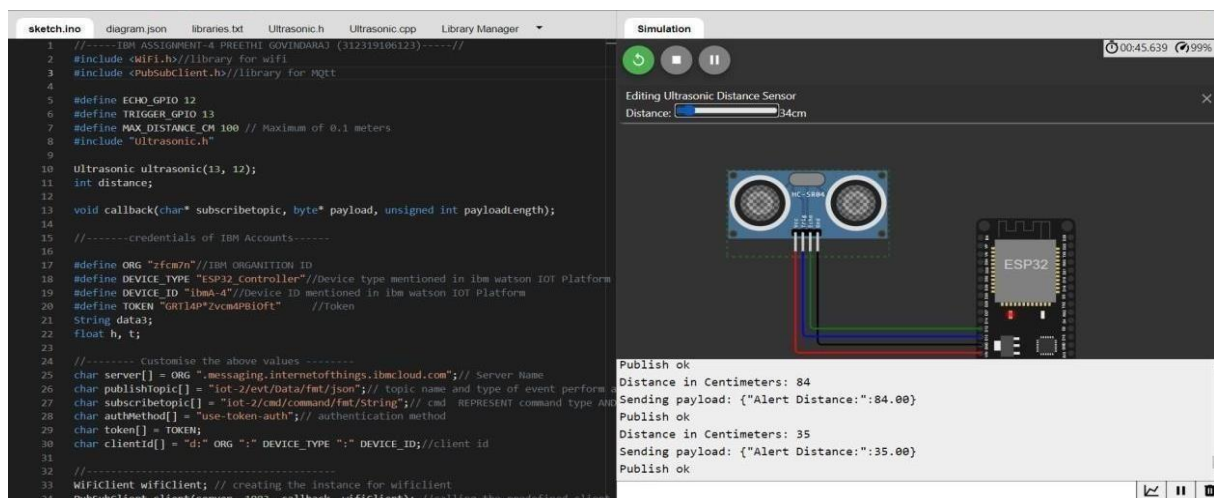 sketch.ino diagram.json libraries.txt Ultrasonic.h Ultrasonic.cpp Library Manager
1 //-----IBM ASSIGNMENT-4 PREETHI GOVINDARAJ (312319106123)-----//
2 #include <WiFi.h>//library for wifi
3 #include <PubSubClient.h>//library for MQtt
4
5 #define ECHO_GPIO 12
6 #define TRIGGER_GPIO 13
7 #define MAX_DISTANCE_CM 100 // Maximum of 0.1 meters
8 #include "Ultrasonic.h"
9
10 Ultrasonic ultrasonic(13, 12);
11 int distance;
12
13 void callback(char* subscribetopic, byte* payload, unsigned int payloadLength);
14
15 //-------credentials of IBM Accounts------
16
17 #define ORG "zfcm7n"//IBM ORGANITION ID
18 #define DEVICE_TYPE "ESP32_Controller"//Device type mentioned in ibm watson IOT Platform
19 #define DEVICE_ID "ibmA-4"//Device ID mentioned in ibm watson IOT Platform
20 #define TOKEN "GRTl4P*Zvcm4PBiOft" //Token
21 String data3;
22 float h, t;
23
24 //-------- Customise the above values --------
25 char server[] = ORG ".messaging.internetofthings.ibmcloud.com";// Server Name
26 char publishTopic[] = "iot-2/evt/Data/fmt/json";// topic name and type of event perform a
27 char subscribetopic[] = "iot-2/cmd/command/fmt/String";// cmd REPRESENT command type AND
28 char authMethod[] = "use-token-auth";// authentication method
29 char token[] = TOKEN;
30 char clientId[] = "d:" ORG ":" DEVICE_TYPE ":" DEVICE_ID;//client id
31
32 //-----------------------------------------
33 WiFiClient wifiClient; // creating the instance for wificlient
Simulation
00:45.639 99%
Editing Ultrasonic Distance Sensor
Distance: 34cm
HC-SR04
Vcc
Trig
Echo
Gnd
ESP32
Publish ok
Distance in Centimeters: 84
Sending payload: {"Alert Distance:":84.00}
Publish ok
Distance in Centimeters: 35
Sending payload: {"Alert Distance:":35.00}
Publish ok